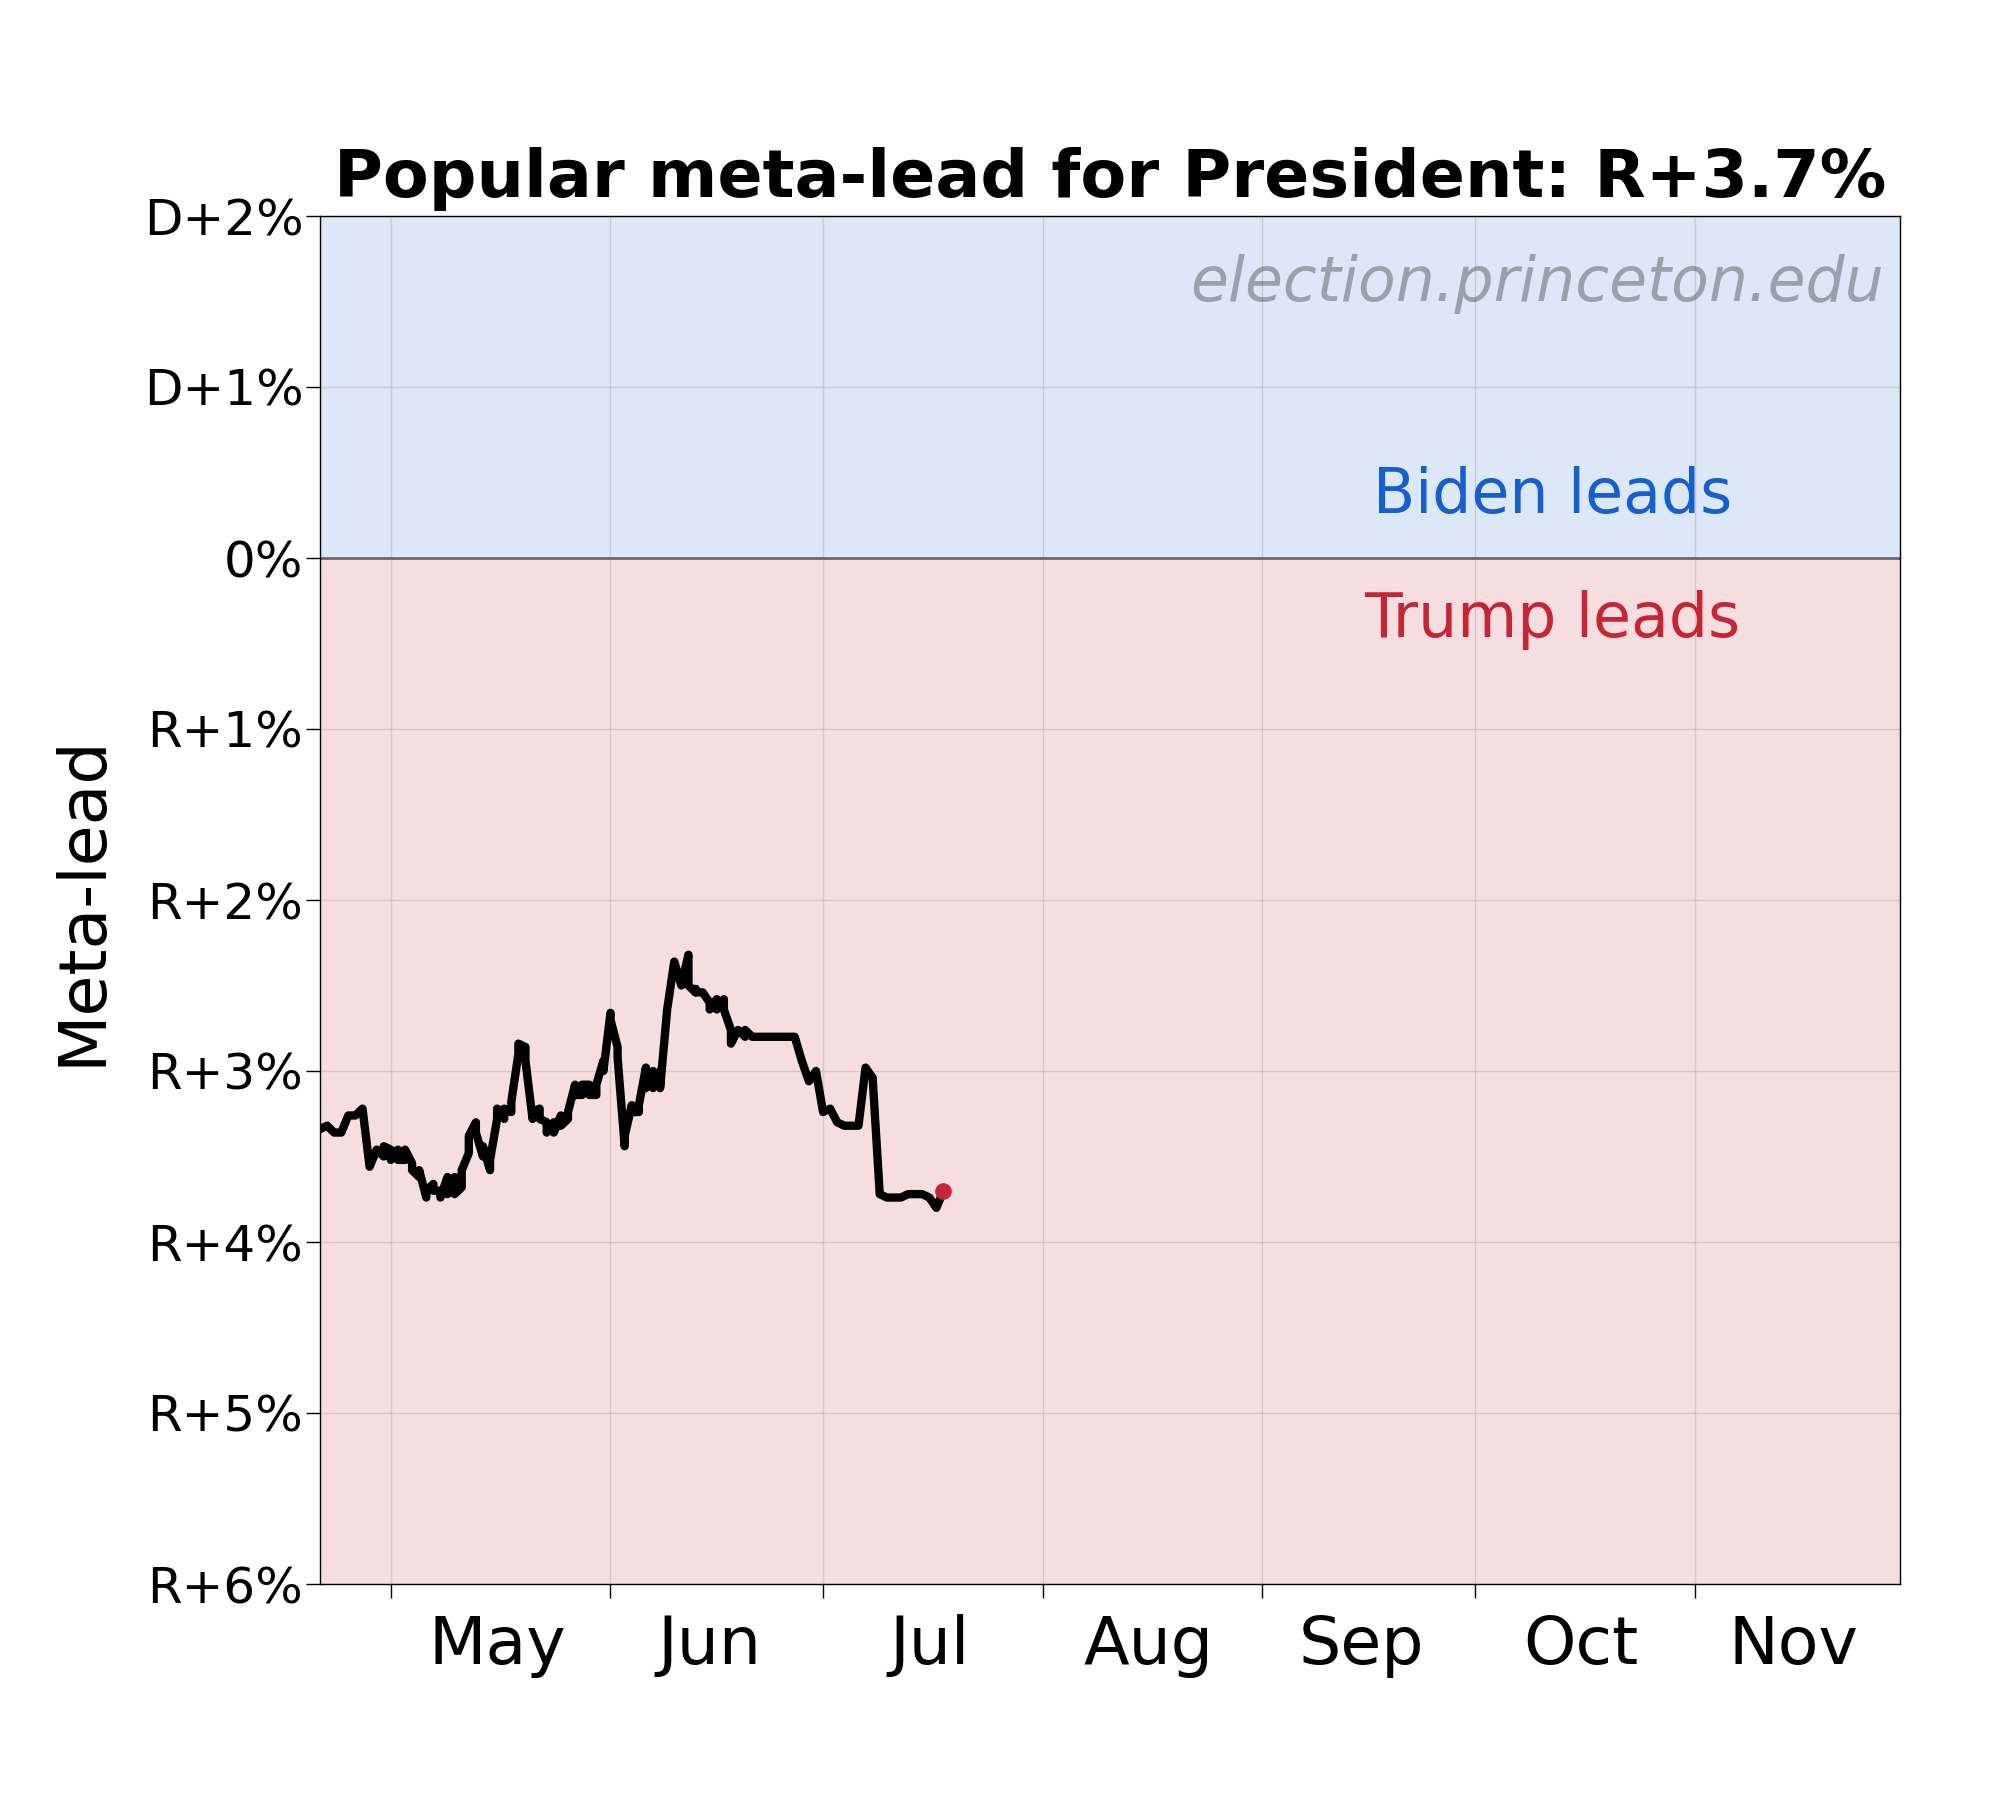 Popular meta-lead for President: R+3.7%
election.princeton.edu
D+2%
D+1%
0%
R+1%
R+2%
R+3%
R+4%
R+5%
R+6%
Biden leads
Trump leads
Meta-lead
May Jun Jul Aug Sep Oct Nov